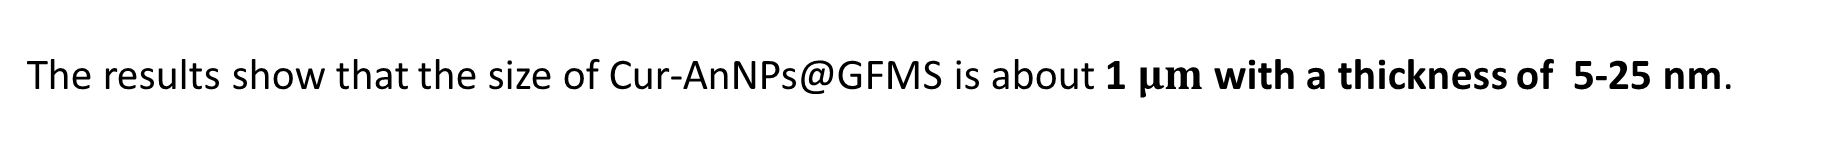 The results show that the size of Cur-AnNPs@GFMS is about 1 μm with a thickness of 5-25 nm.